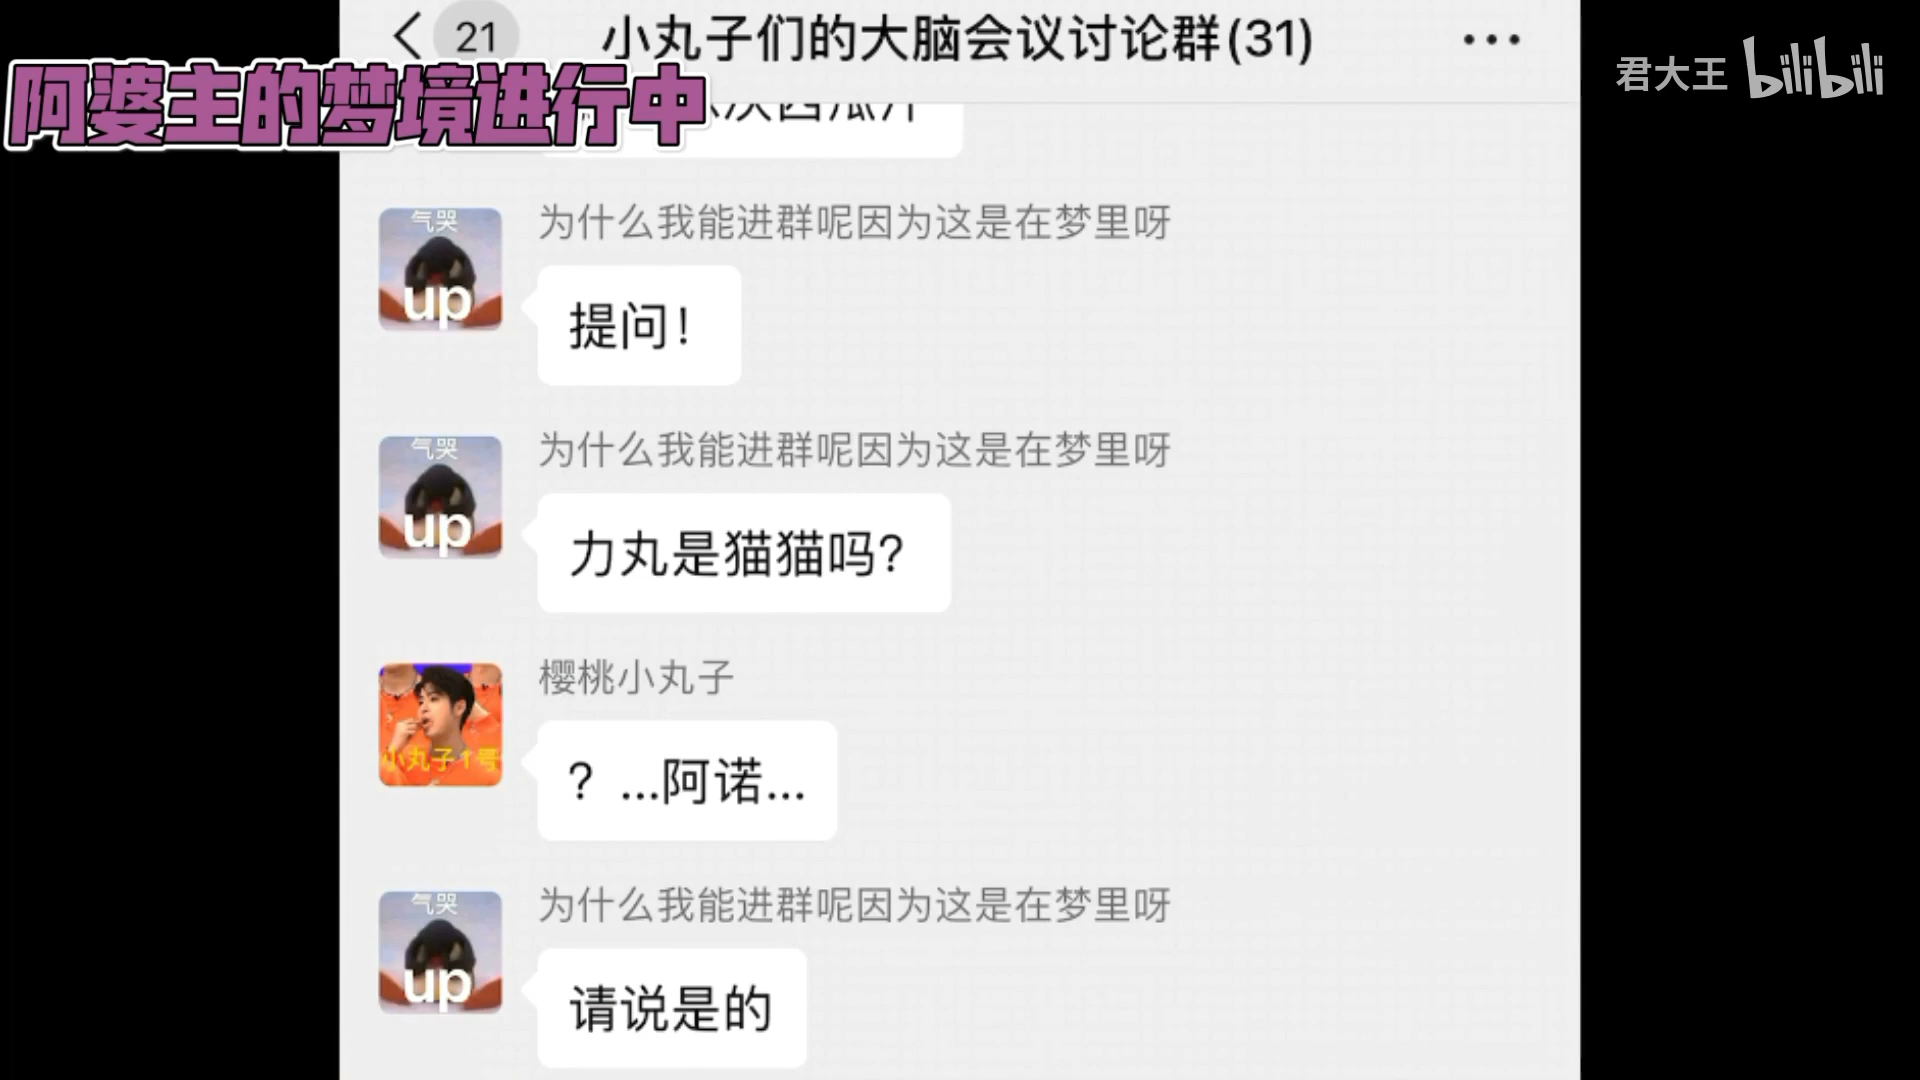 21
小丸子们的大脑会议讨论群(31)
君大王 bilibili
阿婆主的梦境进行中
为什么我能进群呢因为这是在梦里呀
气哭
up
提问！
为什么我能进群呢因为这是在梦里呀
气哭
up
力丸是猫猫吗？
樱桃小丸子
小丸子1号
？...阿诺...
为什么我能进群呢因为这是在梦里呀
气哭
up
请说是的